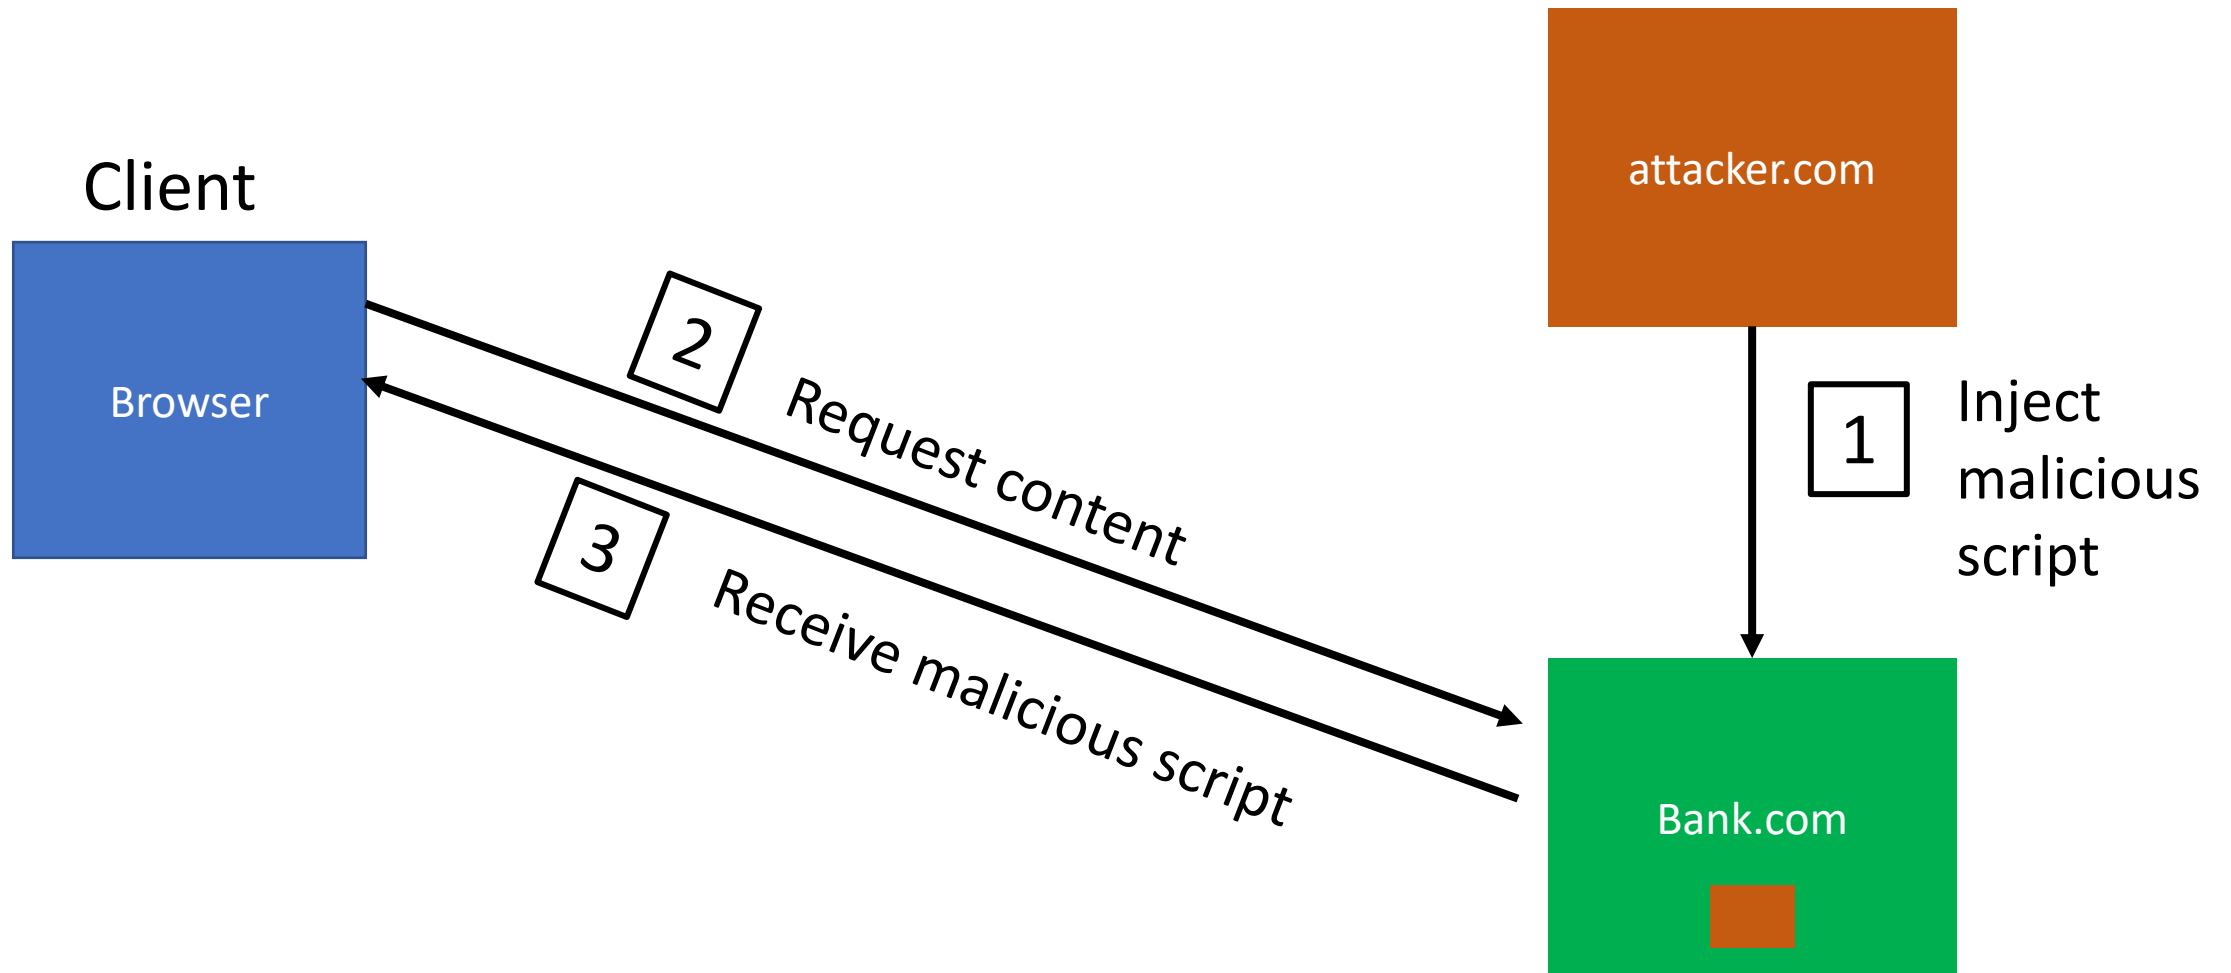 attacker.com
Client
Browser
2
Request content
1
Inject
malicious
script
3
Receive malicious script
Bank.com